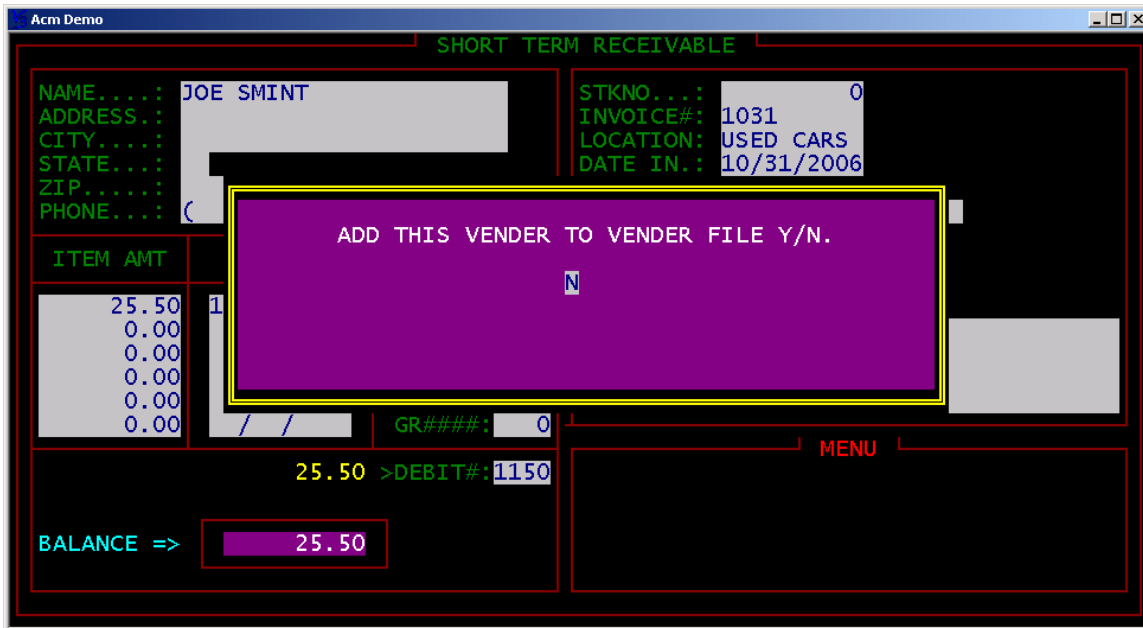 Acm Demo
SHORT TERM RECEIVABLE
NAME....: JOE SMINT
ADDRESS.:
CITY....:
STATE...:
ZIP.....:
PHONE...: (
STKNO...: 0
INVOICE#: 1031
LOCATION: USED CARS
DATE IN.: 10/31/2006
ADD THIS VENDER TO VENDER FILE Y/N.
N
ITEM AMT
25.50 1
0.00
0.00
0.00
0.00
0.00 / / GR####: 0
25.50 >DEBIT#:1150
BALANCE => 25.50
MENU